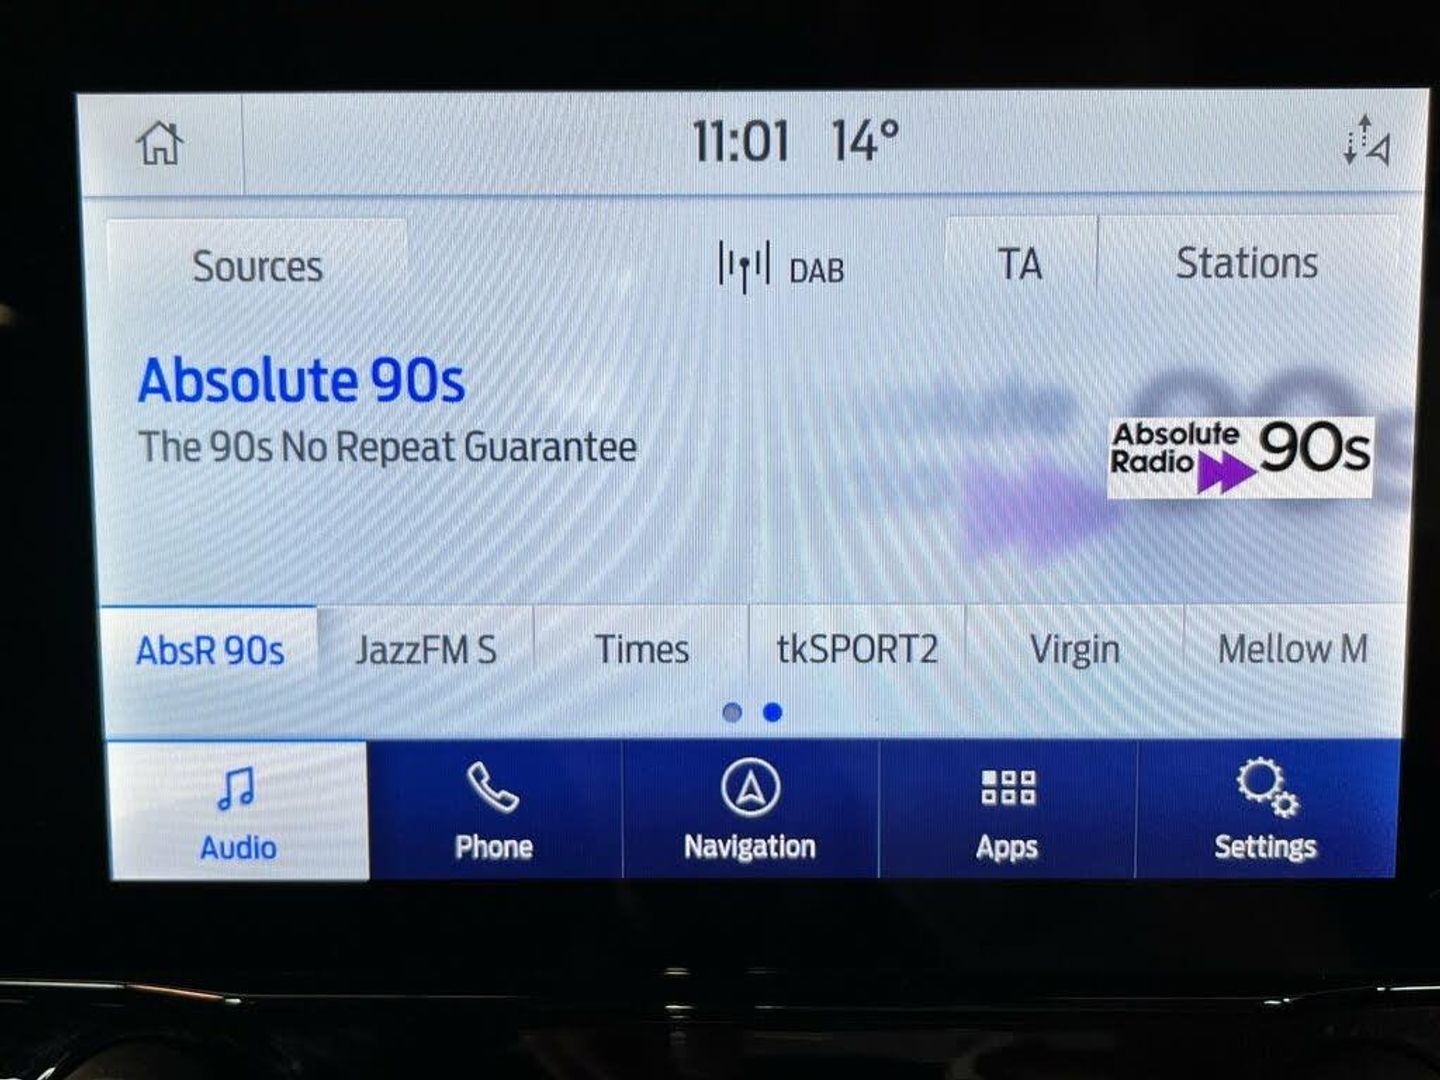 11:01 14°
Sources
DAB
TA
Stations
Absolute 90s
The 90s No Repeat Guarantee
Absolute
Radio
90s
AbsR 90s
JazzFM S
Times
tkSPORT2
Virgin
Mellow M
Audio
Phone
Navigation
Apps
Settings